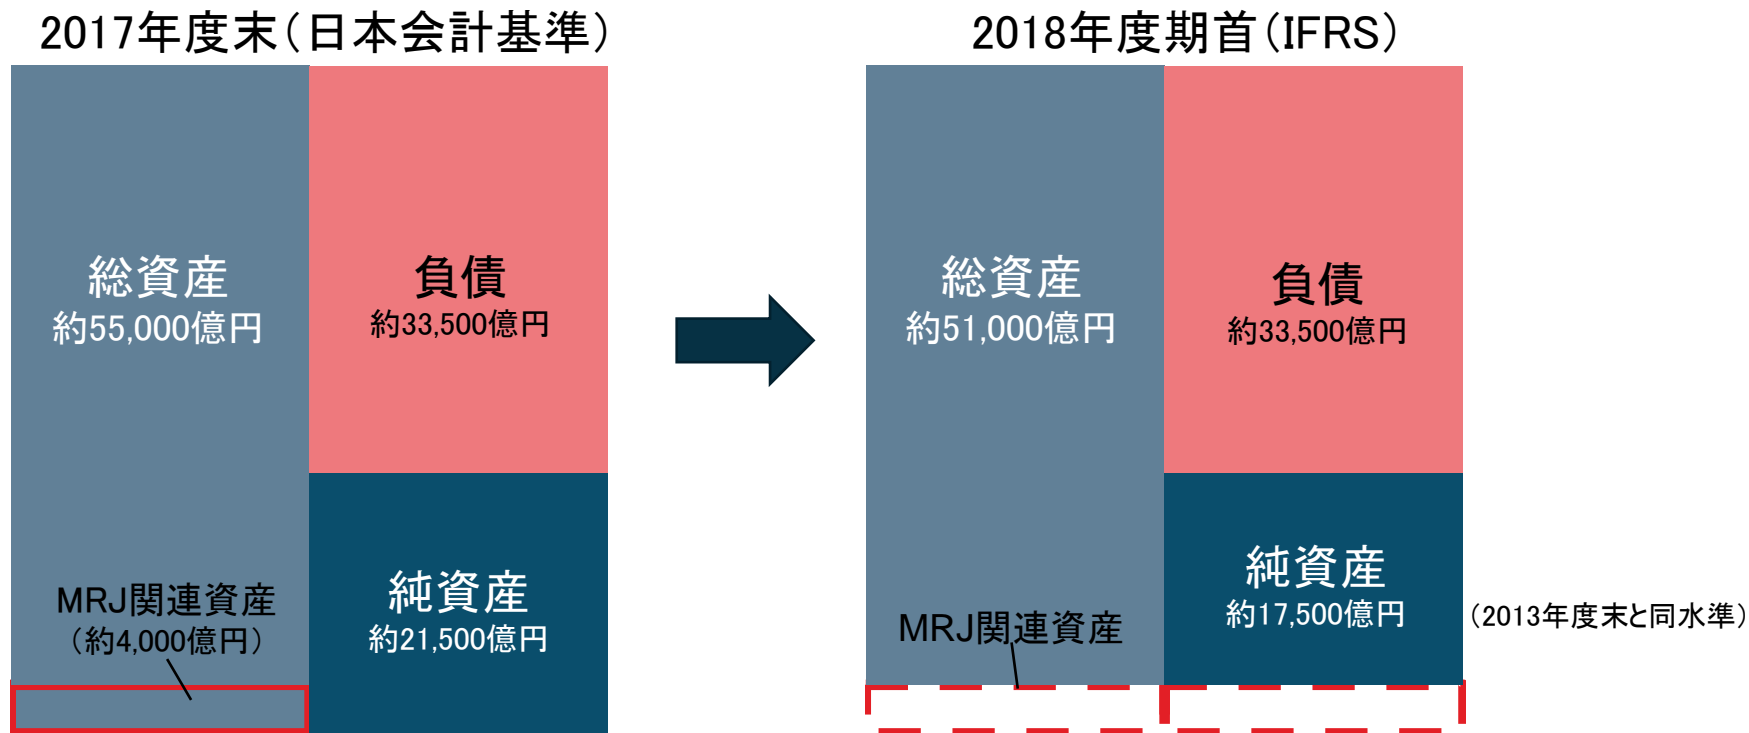 2017年度末（日本会計基準）
総資産
約55,000億円
負債
約33,500億円
MRJ関連資産
（約4,000億円）
純資産
約21,500億円
2018年度期首（IFRS）
総資産
約51,000億円
負債
約33,500億円
MRJ関連資産
純資産
約17,500億円
（2013年度末と同水準）